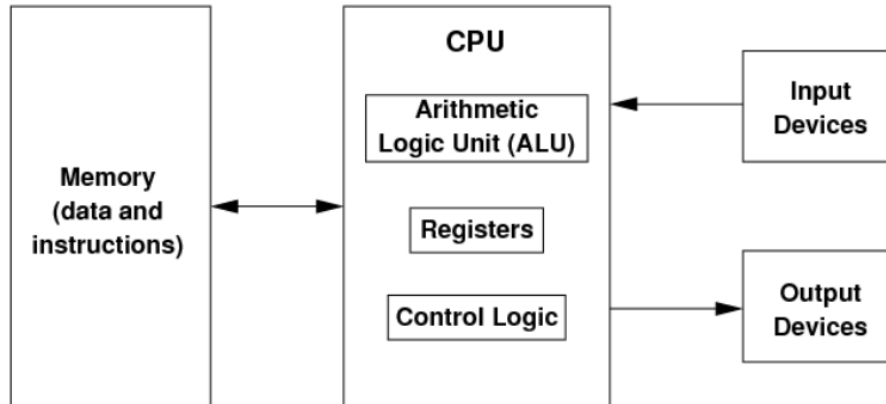 Memory
(data and
instructions)
CPU
Arithmetic
Logic Unit (ALU)
Registers
Control Logic
Input
Devices
Output
Devices